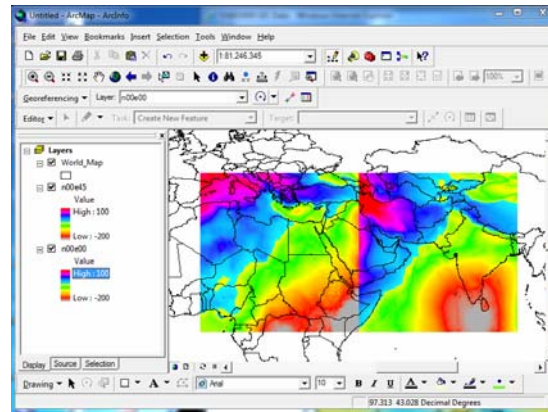 Untitled - ArcMap - ArcInfo
File Edit View Bookmarks Insert Selection Tools Window Help
1:81,246,345
100%
Georeferencing Layer: n00e00
Editor Task: Create New Feature Target:
Layers
World_Map
n00e45
Value
High : 100
Low : -200
n00e00
Value
High : 100
Low : -200
Display Source Selection
Drawing A Arial 10 B I U A
97.313 43.028 Decimal Degrees